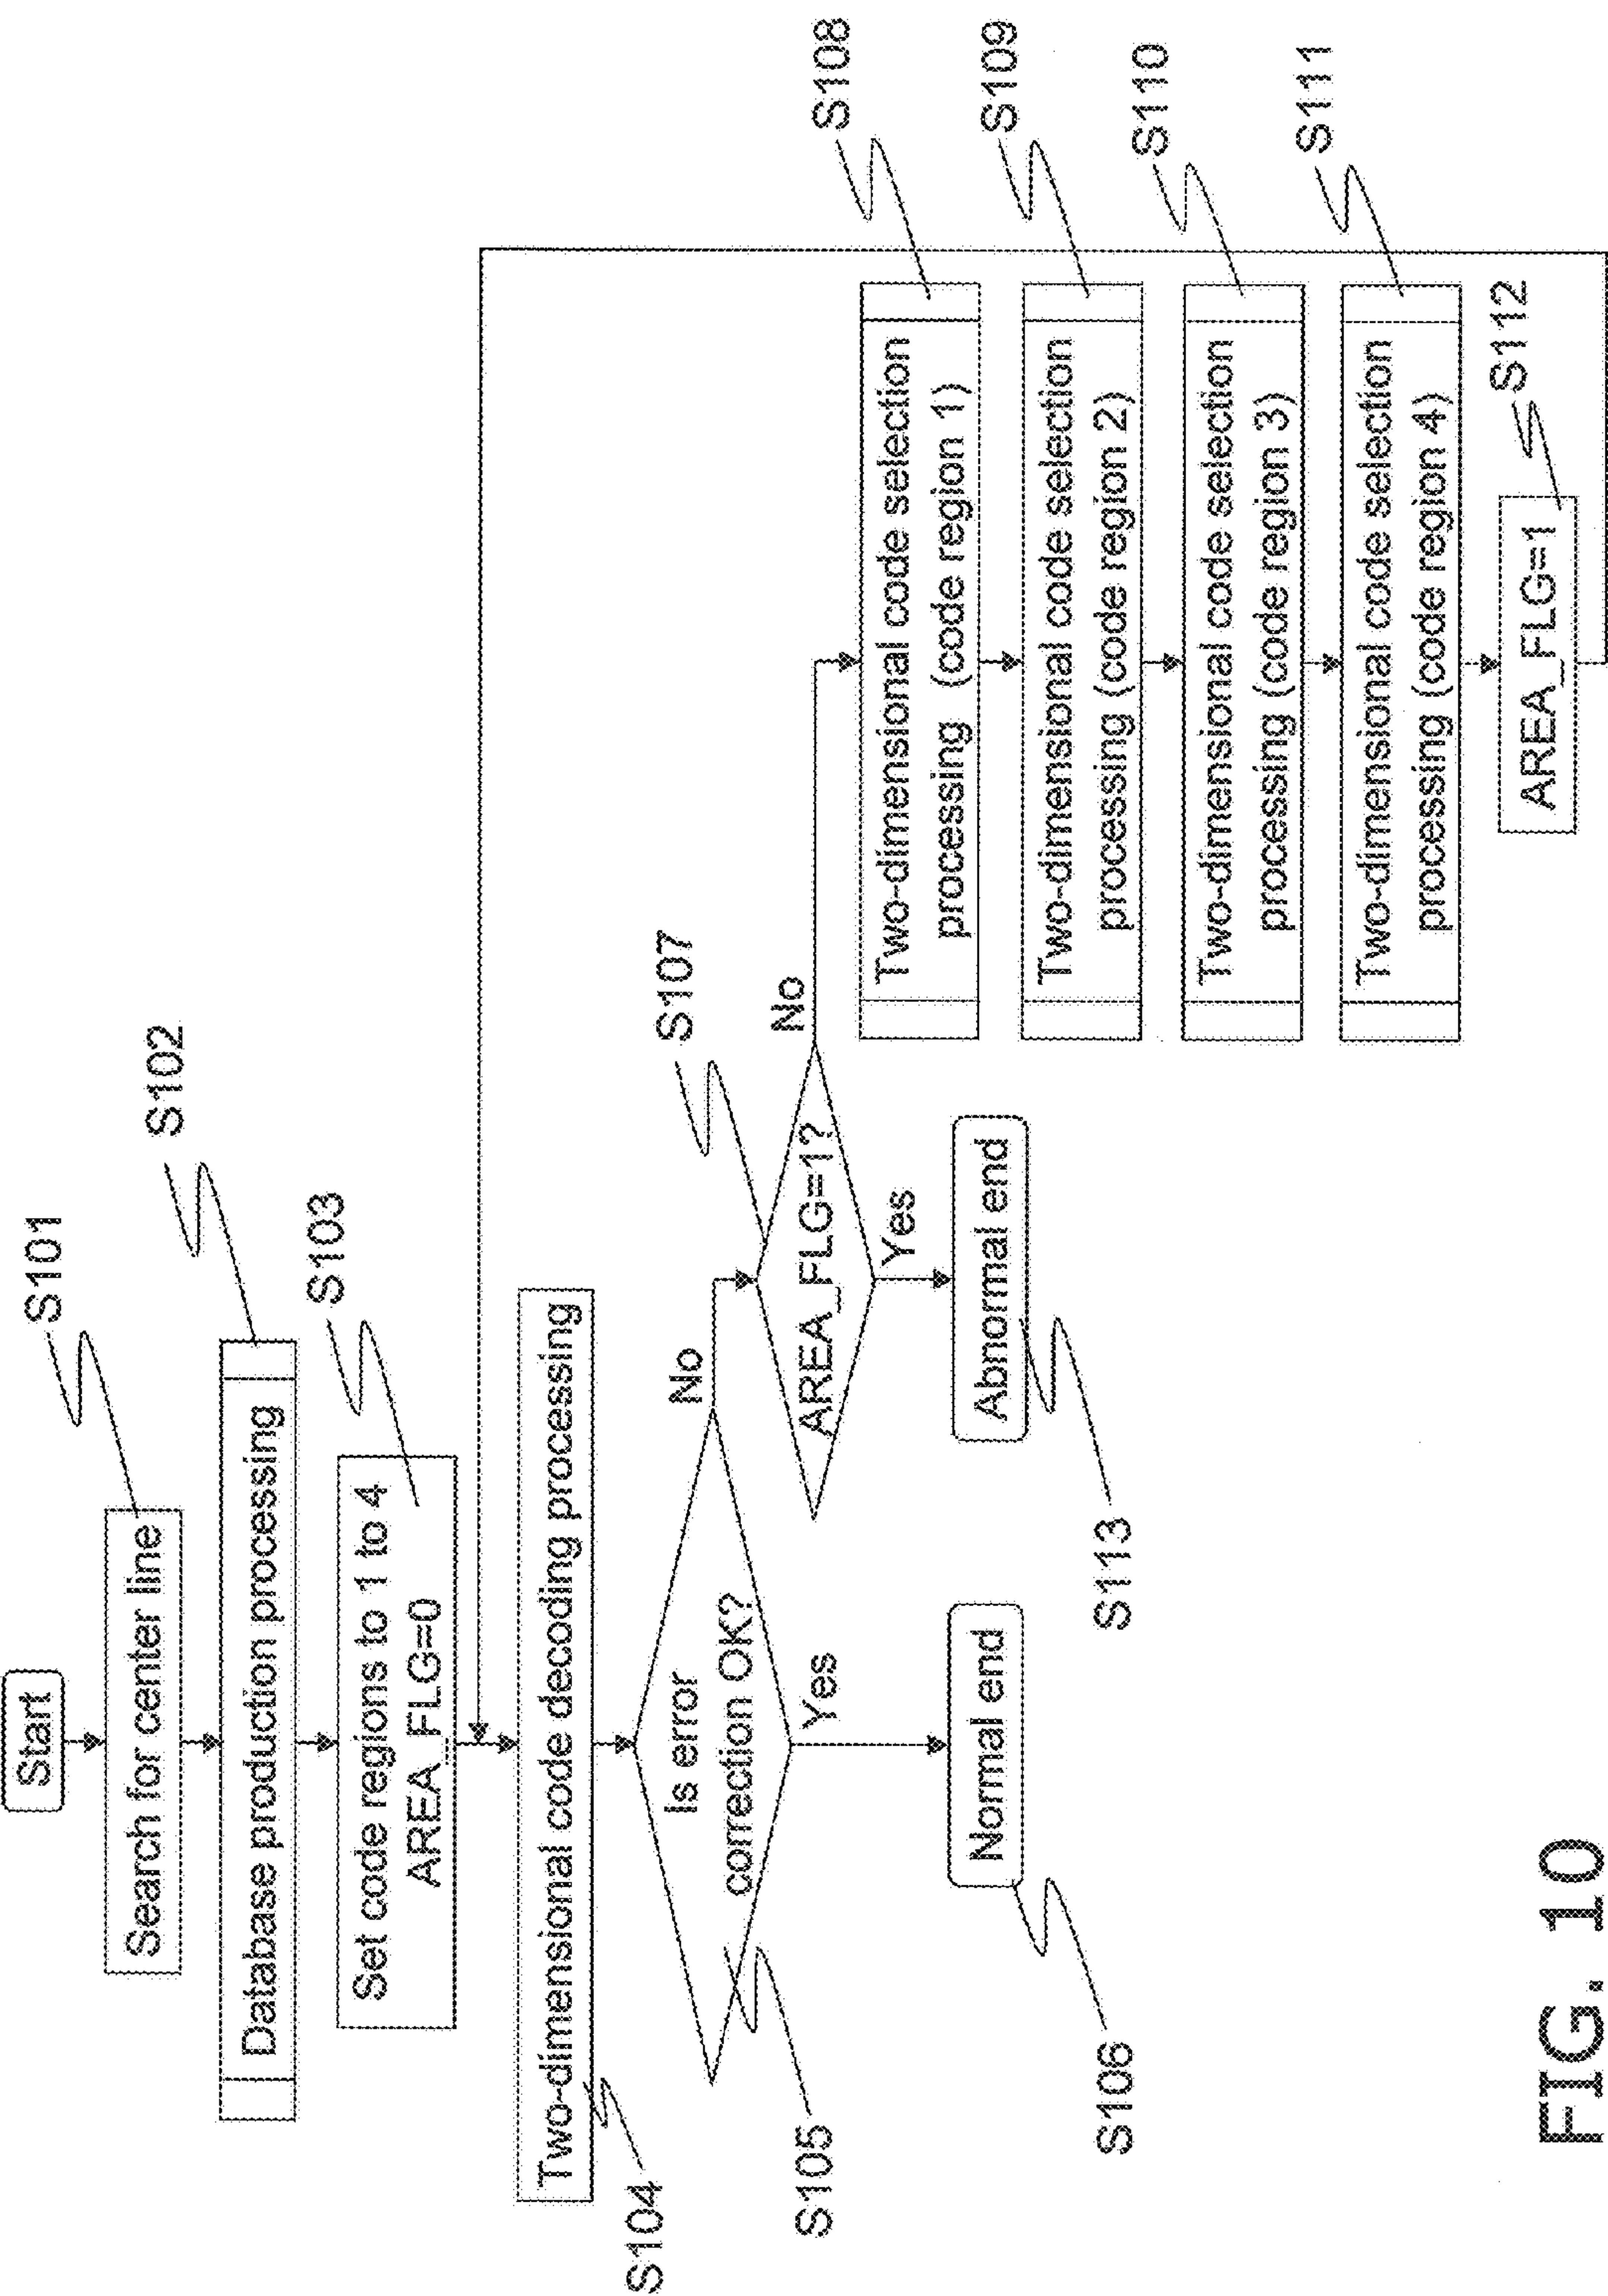 Start
Search for center line
S101
Database production processing
S102
Set code regions to 1 to 4
AREA_FLG=0
S103
Two-dimensional code decoding processing
S104
Is error
correction OK?
S105
No
Yes
Normal end
S106
AREA_FLG=1?
S107
No
Yes
Abnormal end
S113
Two-dimensional code selection
processing (code region 1)
S108
Two-dimensional code selection
processing (code region 2)
S109
Two-dimensional code selection
processing (code region 3)
S110
Two-dimensional code selection
processing (code region 4)
S111
AREA_FLG=1
S112
FIG. 10